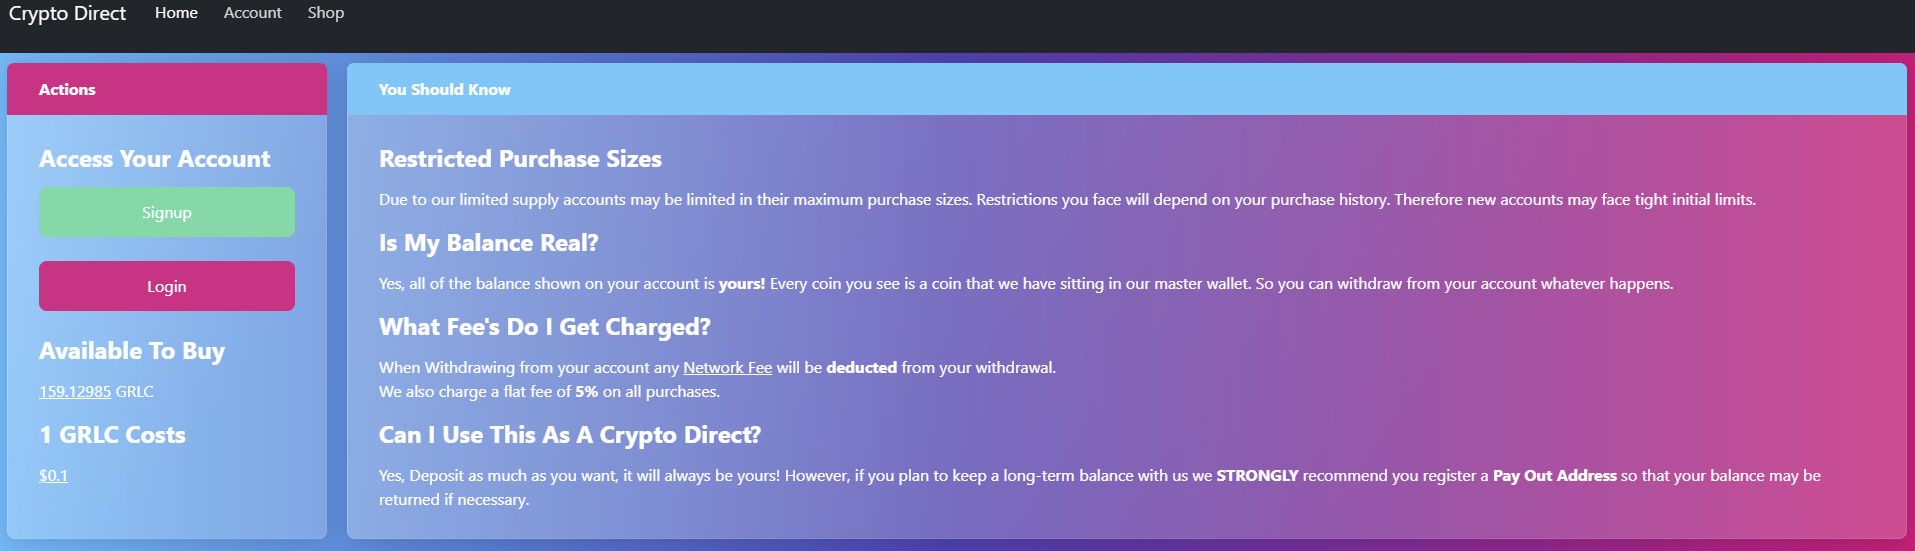 Crypto Direct Home Account Shop
Actions
Access Your Account
Signup
Login
Available To Buy
159.12985 GRLC
1 GRLC Costs
$0.1
You Should Know
Restricted Purchase Sizes
Due to our limited supply accounts may be limited in their maximum purchase sizes. Restrictions you face will depend on your purchase history. Therefore new accounts may face tight initial limits.
Is My Balance Real?
Yes, all of the balance shown on your account is yours! Every coin you see is a coin that we have sitting in our master wallet. So you can withdraw from your account whatever happens.
What Fee's Do I Get Charged?
When Withdrawing from your account any Network Fee will be deducted from your withdrawal.
We also charge a flat fee of 5% on all purchases.
Can I Use This As A Crypto Direct?
Yes, Deposit as much as you want, it will always be yours! However, if you plan to keep a long-term balance with us we STRONGLY recommend you register a Pay Out Address so that your balance may be
returned if necessary.